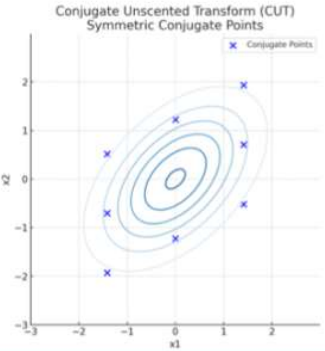 Conjugate Unscented Transform (CUT)
Symmetric Conjugate Points
Conjugate Points
2
1
0
−1
−2
−3
x2
−3
−2
−1
0
1
2
x1